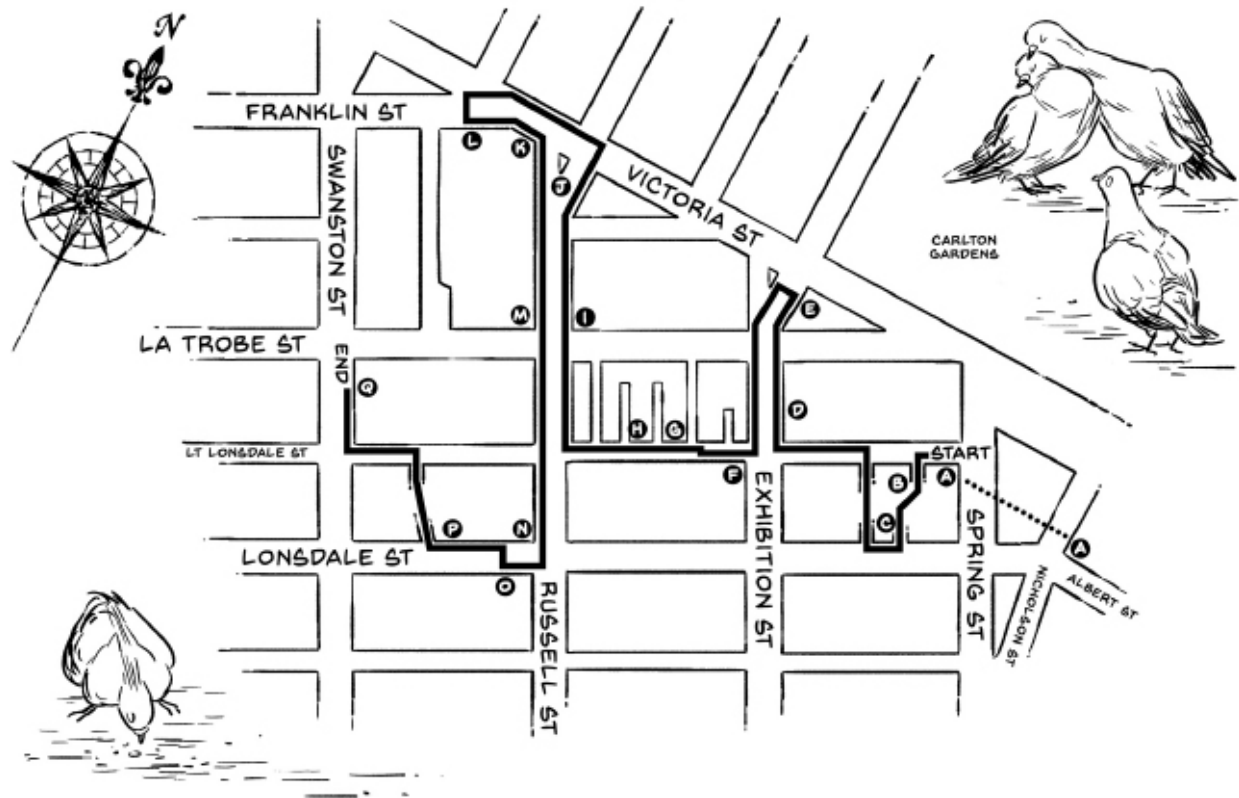 N
FRANKLIN ST
SWANSTON ST
VICTORIA ST
CARLTON
GARDENS
LA TROBE ST
END
LT LONSDALE ST
START
LONSDALE ST
RUSSELL ST
EXHIBITION ST
SPRING ST
NICHOLSON ST
ALBERT ST
L
K
J
M
I
E
Q
H
G
D
F
B
A
C
P
N
O
A